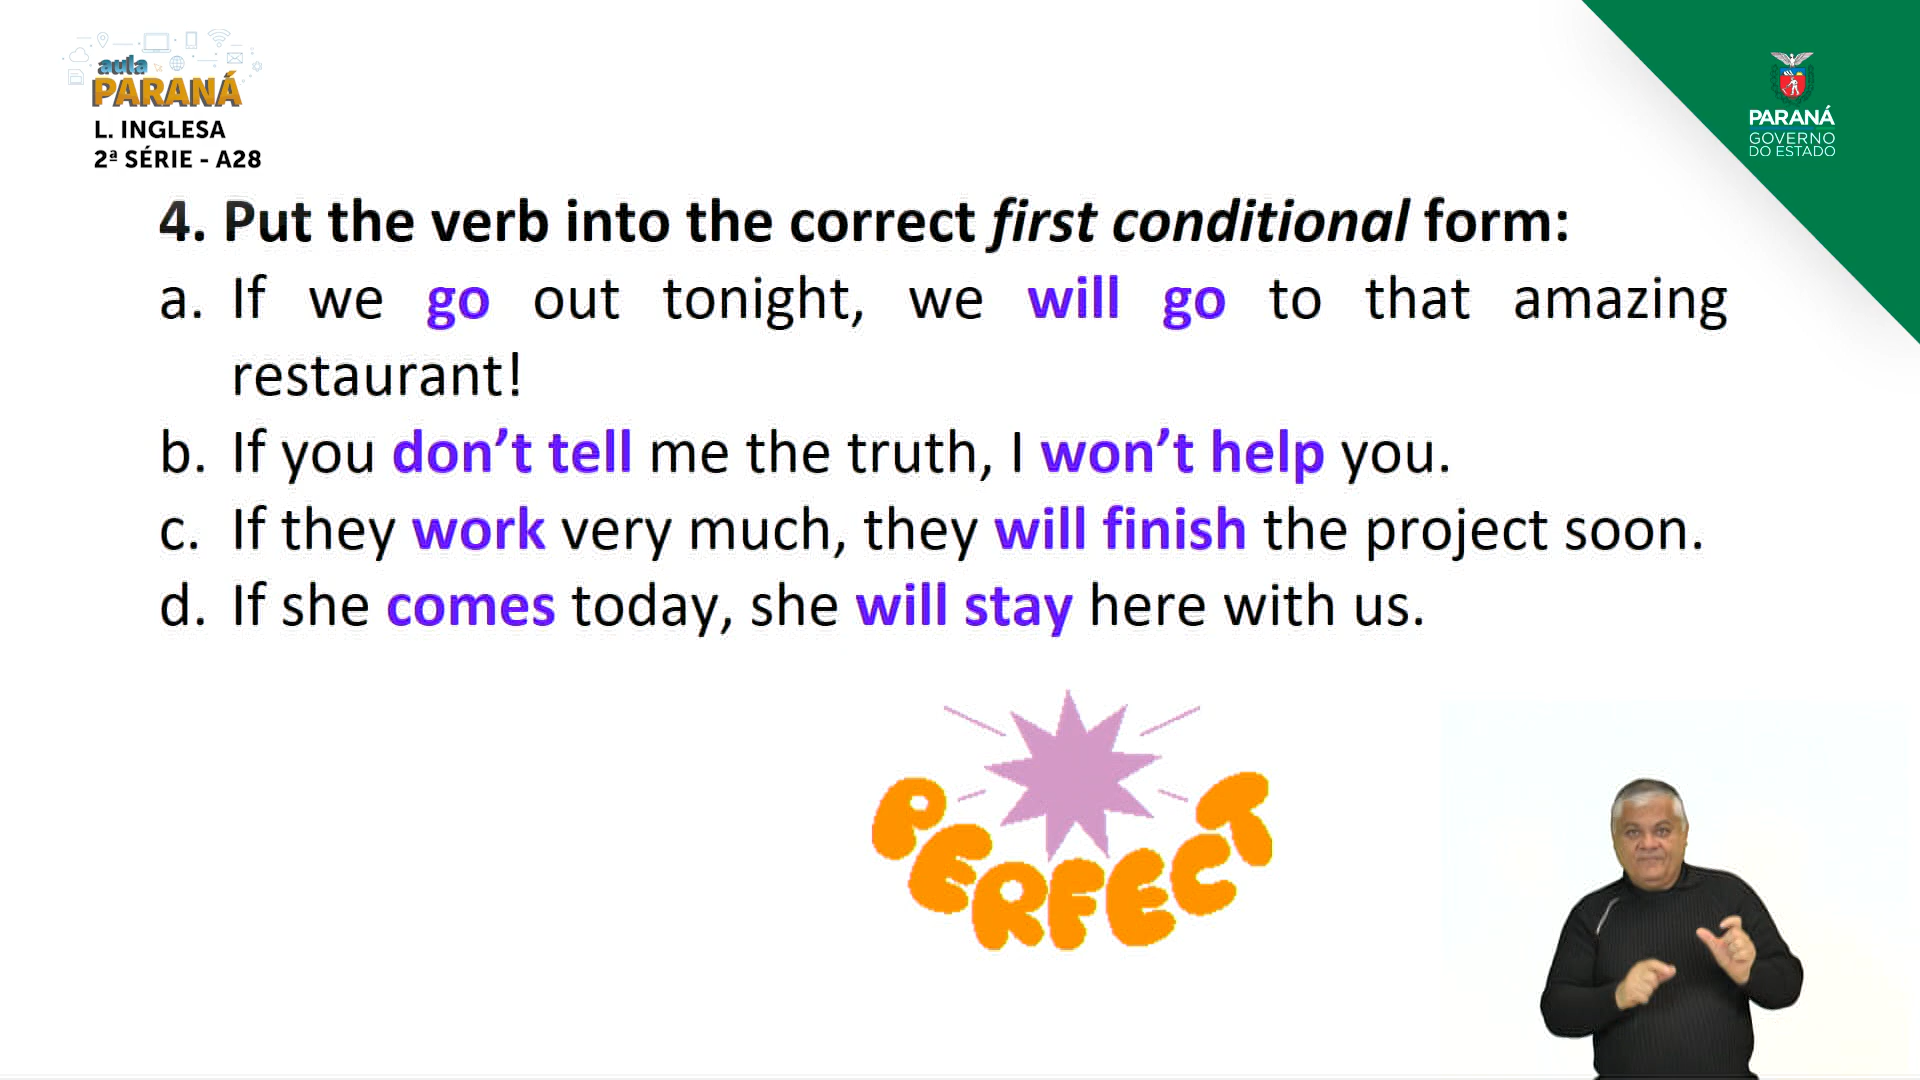 aula
PARANÁ
L. INGLESA
2ª SÉRIE - A28
PARANÁ
GOVERNO
DO ESTADO
4. Put the verb into the correct first conditional form:
a. If we go out tonight, we will go to that amazing
restaurant!
b. If you don’t tell me the truth, I won’t help you.
c. If they work very much, they will finish the project soon.
d. If she comes today, she will stay here with us.
PERFECT